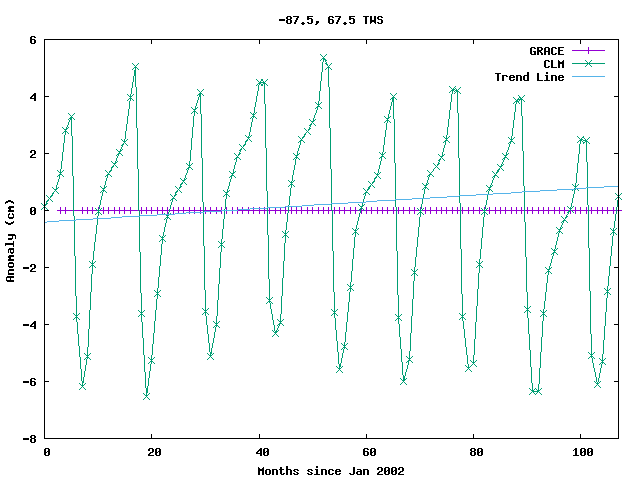 -87.5, 67.5 TWS
GRACE
CLM
Trend Line
6
4
2
0
-2
-4
-6
-8
Anomaly (cm)
0 20 40 60 80 100
Months since Jan 2002